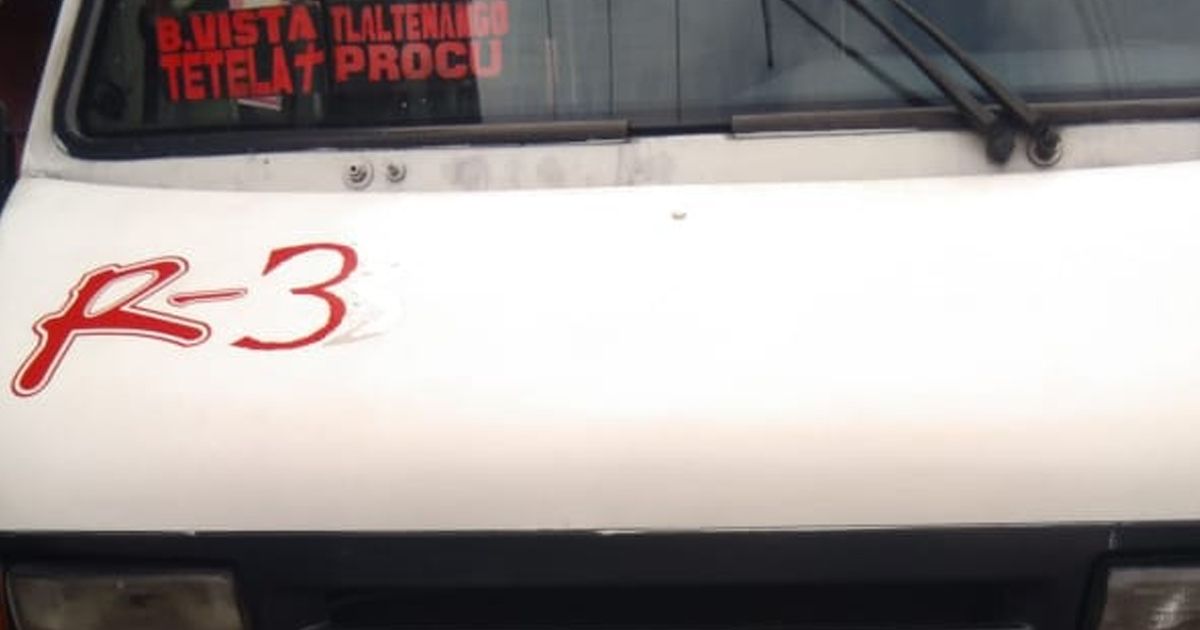 B.VISTA TLALTENANGO
TETELA† PROCU
R-3